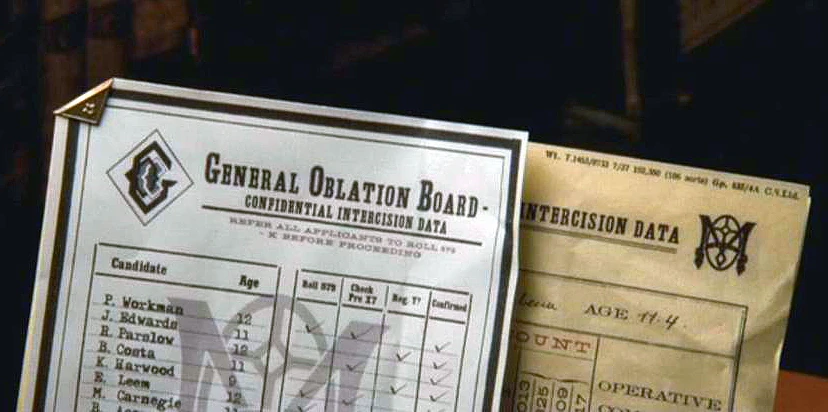 GENERAL OBLATION BOARD-
CONFIDENTIAL INTERCISION DATA
REFER ALL APPLICANTS TO ROLL 979
- K BEFORE PROCEEDING
Candidate Age Roll 979 Check Pre X7 Reg. T7 Confirmed
P. Workman 12
J. Edwards 11
R. Parslow 12
B. Costa 11
K. Harwood 9
E. Leem 12
M. Carnegie
INTERCISION DATA
AGE 11.4
OUNT
OPERATIVE